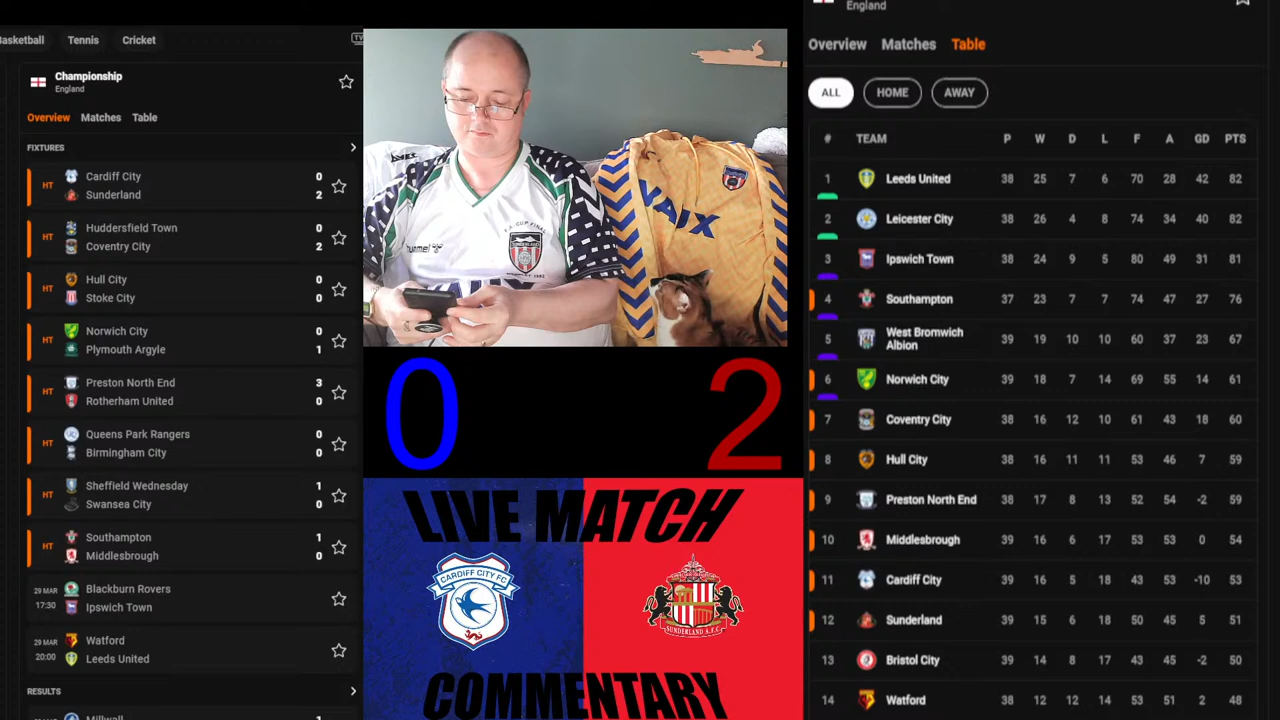 Basketball Tennis Cricket
Championship
England
Overview Matches Table
FIXTURES
HT Cardiff City 0
Sunderland 2
HT Huddersfield Town 0
Coventry City 2
HT Hull City 0
Stoke City 0
HT Norwich City 0
Plymouth Argyle 1
HT Preston North End 3
Rotherham United 0
HT Queens Park Rangers 0
Birmingham City 0
HT Sheffield Wednesday 1
Swansea City 0
HT Southampton 1
Middlesbrough 0
29 MAR Blackburn Rovers
17:30 Ipswich Town
29 MAR Watford
20:00 Leeds United
RESULTS
Millwall 1
F.A. CUP FINAL
hummel
SUNDERLAND
VAUX
0 2
LIVE MATCH
CARDIFF CITY FC
SUNDERLAND A.F.C.
COMMENTARY
England
Overview Matches Table
ALL HOME AWAY
# TEAM P W D L F A GD PTS
1 Leeds United 38 25 7 6 70 28 42 82
2 Leicester City 38 26 4 8 74 34 40 82
3 Ipswich Town 38 24 9 5 80 49 31 81
4 Southampton 37 23 7 7 74 47 27 76
5 West Bromwich Albion 39 19 10 10 60 37 23 67
6 Norwich City 39 18 7 14 69 55 14 61
7 Coventry City 38 16 12 10 61 43 18 60
8 Hull City 38 16 11 11 53 46 7 59
9 Preston North End 38 17 8 13 52 54 -2 59
10 Middlesbrough 39 16 6 17 53 53 0 54
11 Cardiff City 39 16 5 18 43 53 -10 53
12 Sunderland 39 15 6 18 50 45 5 51
13 Bristol City 39 14 8 17 43 45 -2 50
14 Watford 38 12 12 14 53 51 2 48